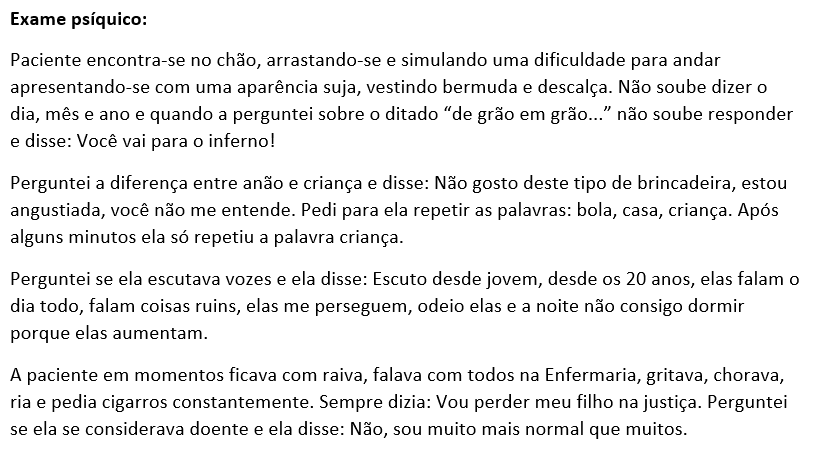 Exame psíquico:
Paciente encontra-se no chão, arrastando-se e simulando uma dificuldade para andar
apresentando-se com uma aparência suja, vestindo bermuda e descalça. Não soube dizer o
dia, mês e ano e quando a perguntei sobre o ditado “de grão em grão...” não soube responder
e disse: Você vai para o inferno!
Perguntei a diferença entre anão e criança e disse: Não gosto deste tipo de brincadeira, estou
angustiada, você não me entende. Pedi para ela repetir as palavras: bola, casa, criança. Após
alguns minutos ela só repetiu a palavra criança.
Perguntei se ela escutava vozes e ela disse: Escuto desde jovem, desde os 20 anos, elas falam o
dia todo, falam coisas ruins, elas me perseguem, odeio elas e a noite não consigo dormir
porque elas aumentam.
A paciente em momentos ficava com raiva, falava com todos na Enfermaria, gritava, chorava,
ria e pedia cigarros constantemente. Sempre dizia: Vou perder meu filho na justiça. Perguntei
se ela se considerava doente e ela disse: Não, sou muito mais normal que muitos.